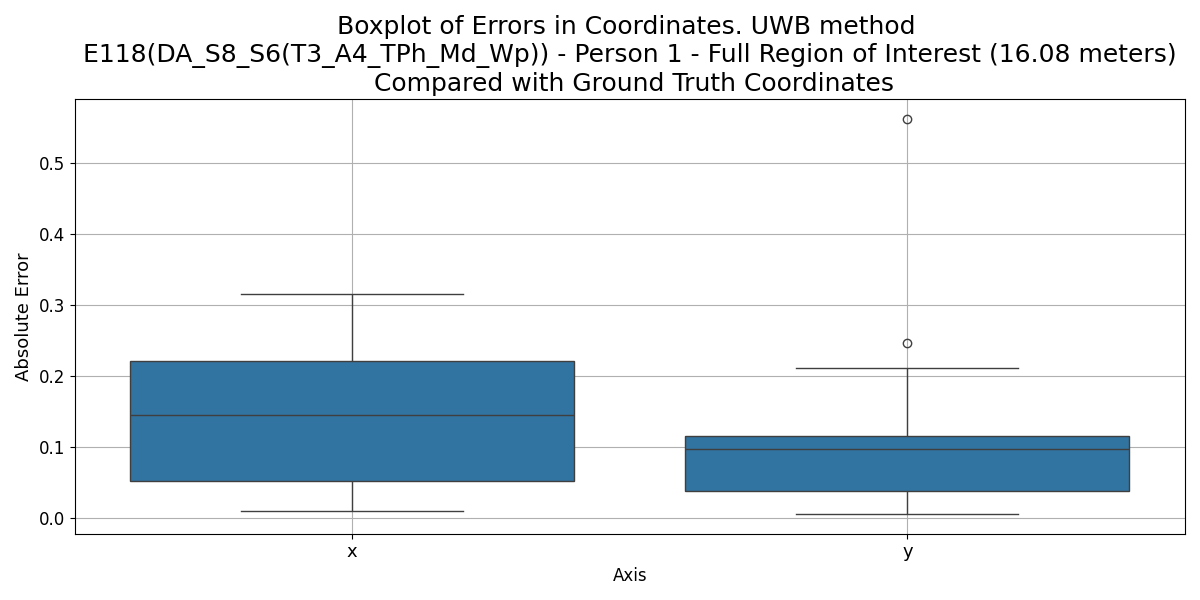 Boxplot of Errors in Coordinates. UWB method
E118(DA_S8_S6(T3_A4_TPh_Md_Wp)) - Person 1 - Full Region of Interest (16.08 meters)
Compared with Ground Truth Coordinates
Absolute Error
0.5
0.4
0.3
0.2
0.1
0.0
x
y
Axis